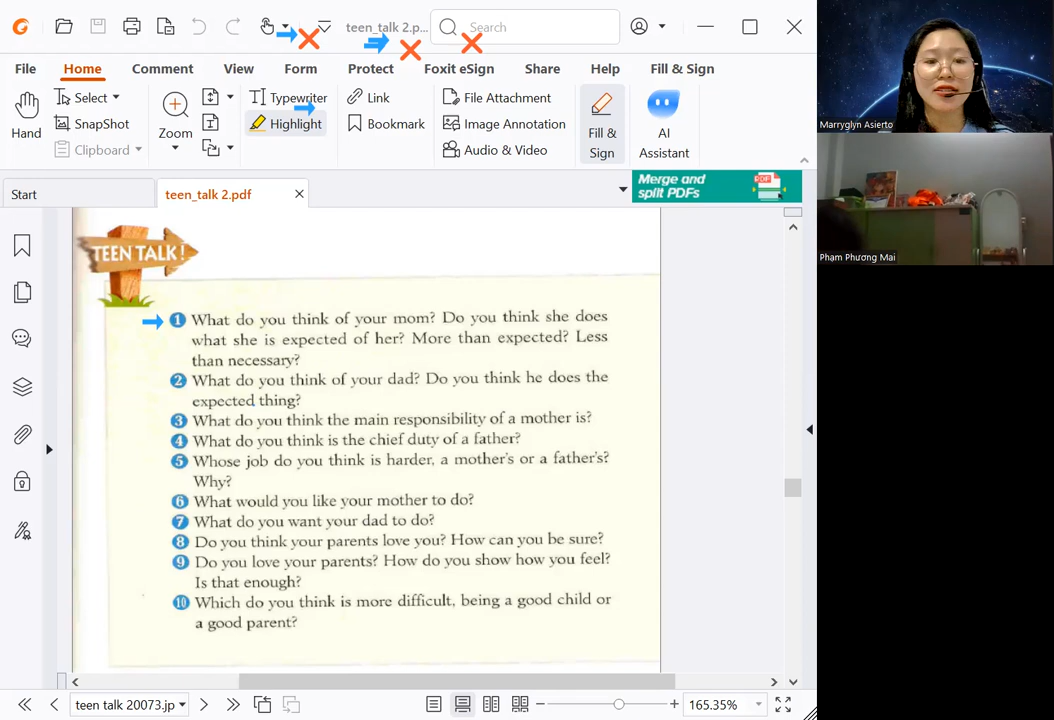 teen_talk 2.p...
Search
File
Home
Comment
View
Form
Protect
Foxit eSign
Share
Help
Fill & Sign
Hand
Select
SnapShot
Clipboard
Zoom
Typewriter
Highlight
Link
Bookmark
File Attachment
Image Annotation
Audio & Video
Fill &
Sign
AI
Assistant
Marryglyn Asierto
Phạm Phương Mai
Start
teen_talk 2.pdf
Merge and
split PDFs
PDF
TEEN TALK!
1 What do you think of your mom? Do you think she does
what she is expected of her? More than expected? Less
than necessary?
2 What do you think of your dad? Do you think he does the
expected thing?
3 What do you think the main responsibility of a mother is?
4 What do you think is the chief duty of a father?
5 Whose job do you think is harder, a mother's or a father's?
Why?
6 What would you like your mother to do?
7 What do you want your dad to do?
8 Do you think your parents love you? How can you be sure?
9 Do you love your parents? How do you show how you feel?
Is that enough?
10 Which do you think is more difficult, being a good child or
a good parent?
teen talk 20073.jp
165.35%